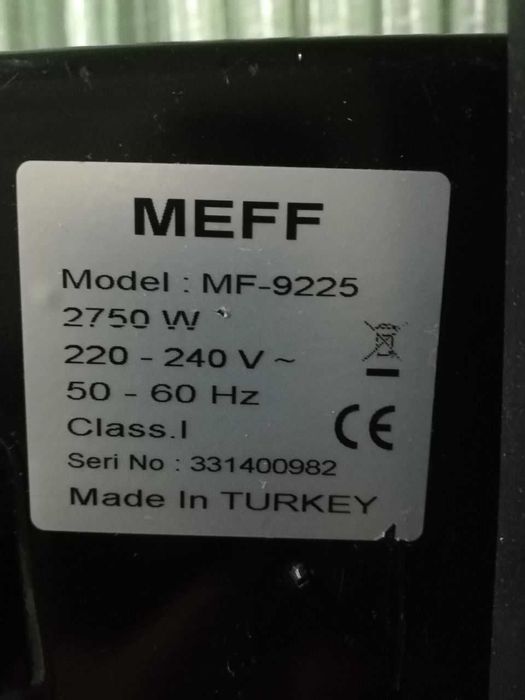 MEFF
Model : MF-9225
2750 W
220 - 240 V ~
50 - 60 Hz
Class.I
CE
Seri No : 331400982
Made In TURKEY